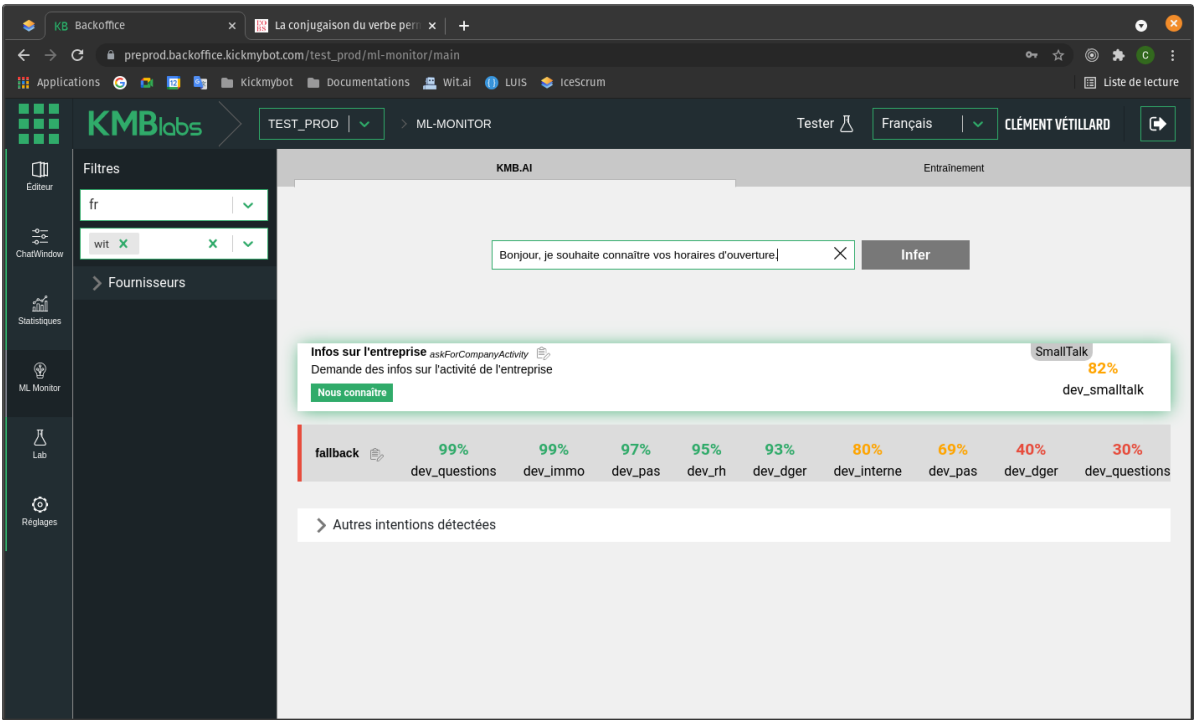 KB Backoffice
La conjugaison du verbe perm
preprod.backoffice.kickmybot.com/test_prod/ml-monitor/main
C
Applications
12
Kickmybot
Documentations
Wit.ai
LUIS
IceScrum
Liste de lecture
KMBlabs
TEST_PROD
ML-MONITOR
Tester
Français
CLÉMENT VÉTILLARD
Éditeur
ChatWindow
Statistiques
ML Monitor
Lab
Réglages
Filtres
fr
wit
Fournisseurs
KMB.AI
Entraînement
Bonjour, je souhaite connaître vos horaires d'ouverture.
Infer
Infos sur l'entreprise askForCompanyActivity
Demande des infos sur l'activité de l'entreprise
Nous connaître
SmallTalk
82%
dev_smalltalk
fallback
99% 99% 97% 95% 93% 80% 69% 40% 30%
dev_questions dev_immo dev_pas dev_rh dev_dger dev_interne dev_pas dev_dger dev_questions
Autres intentions détectées